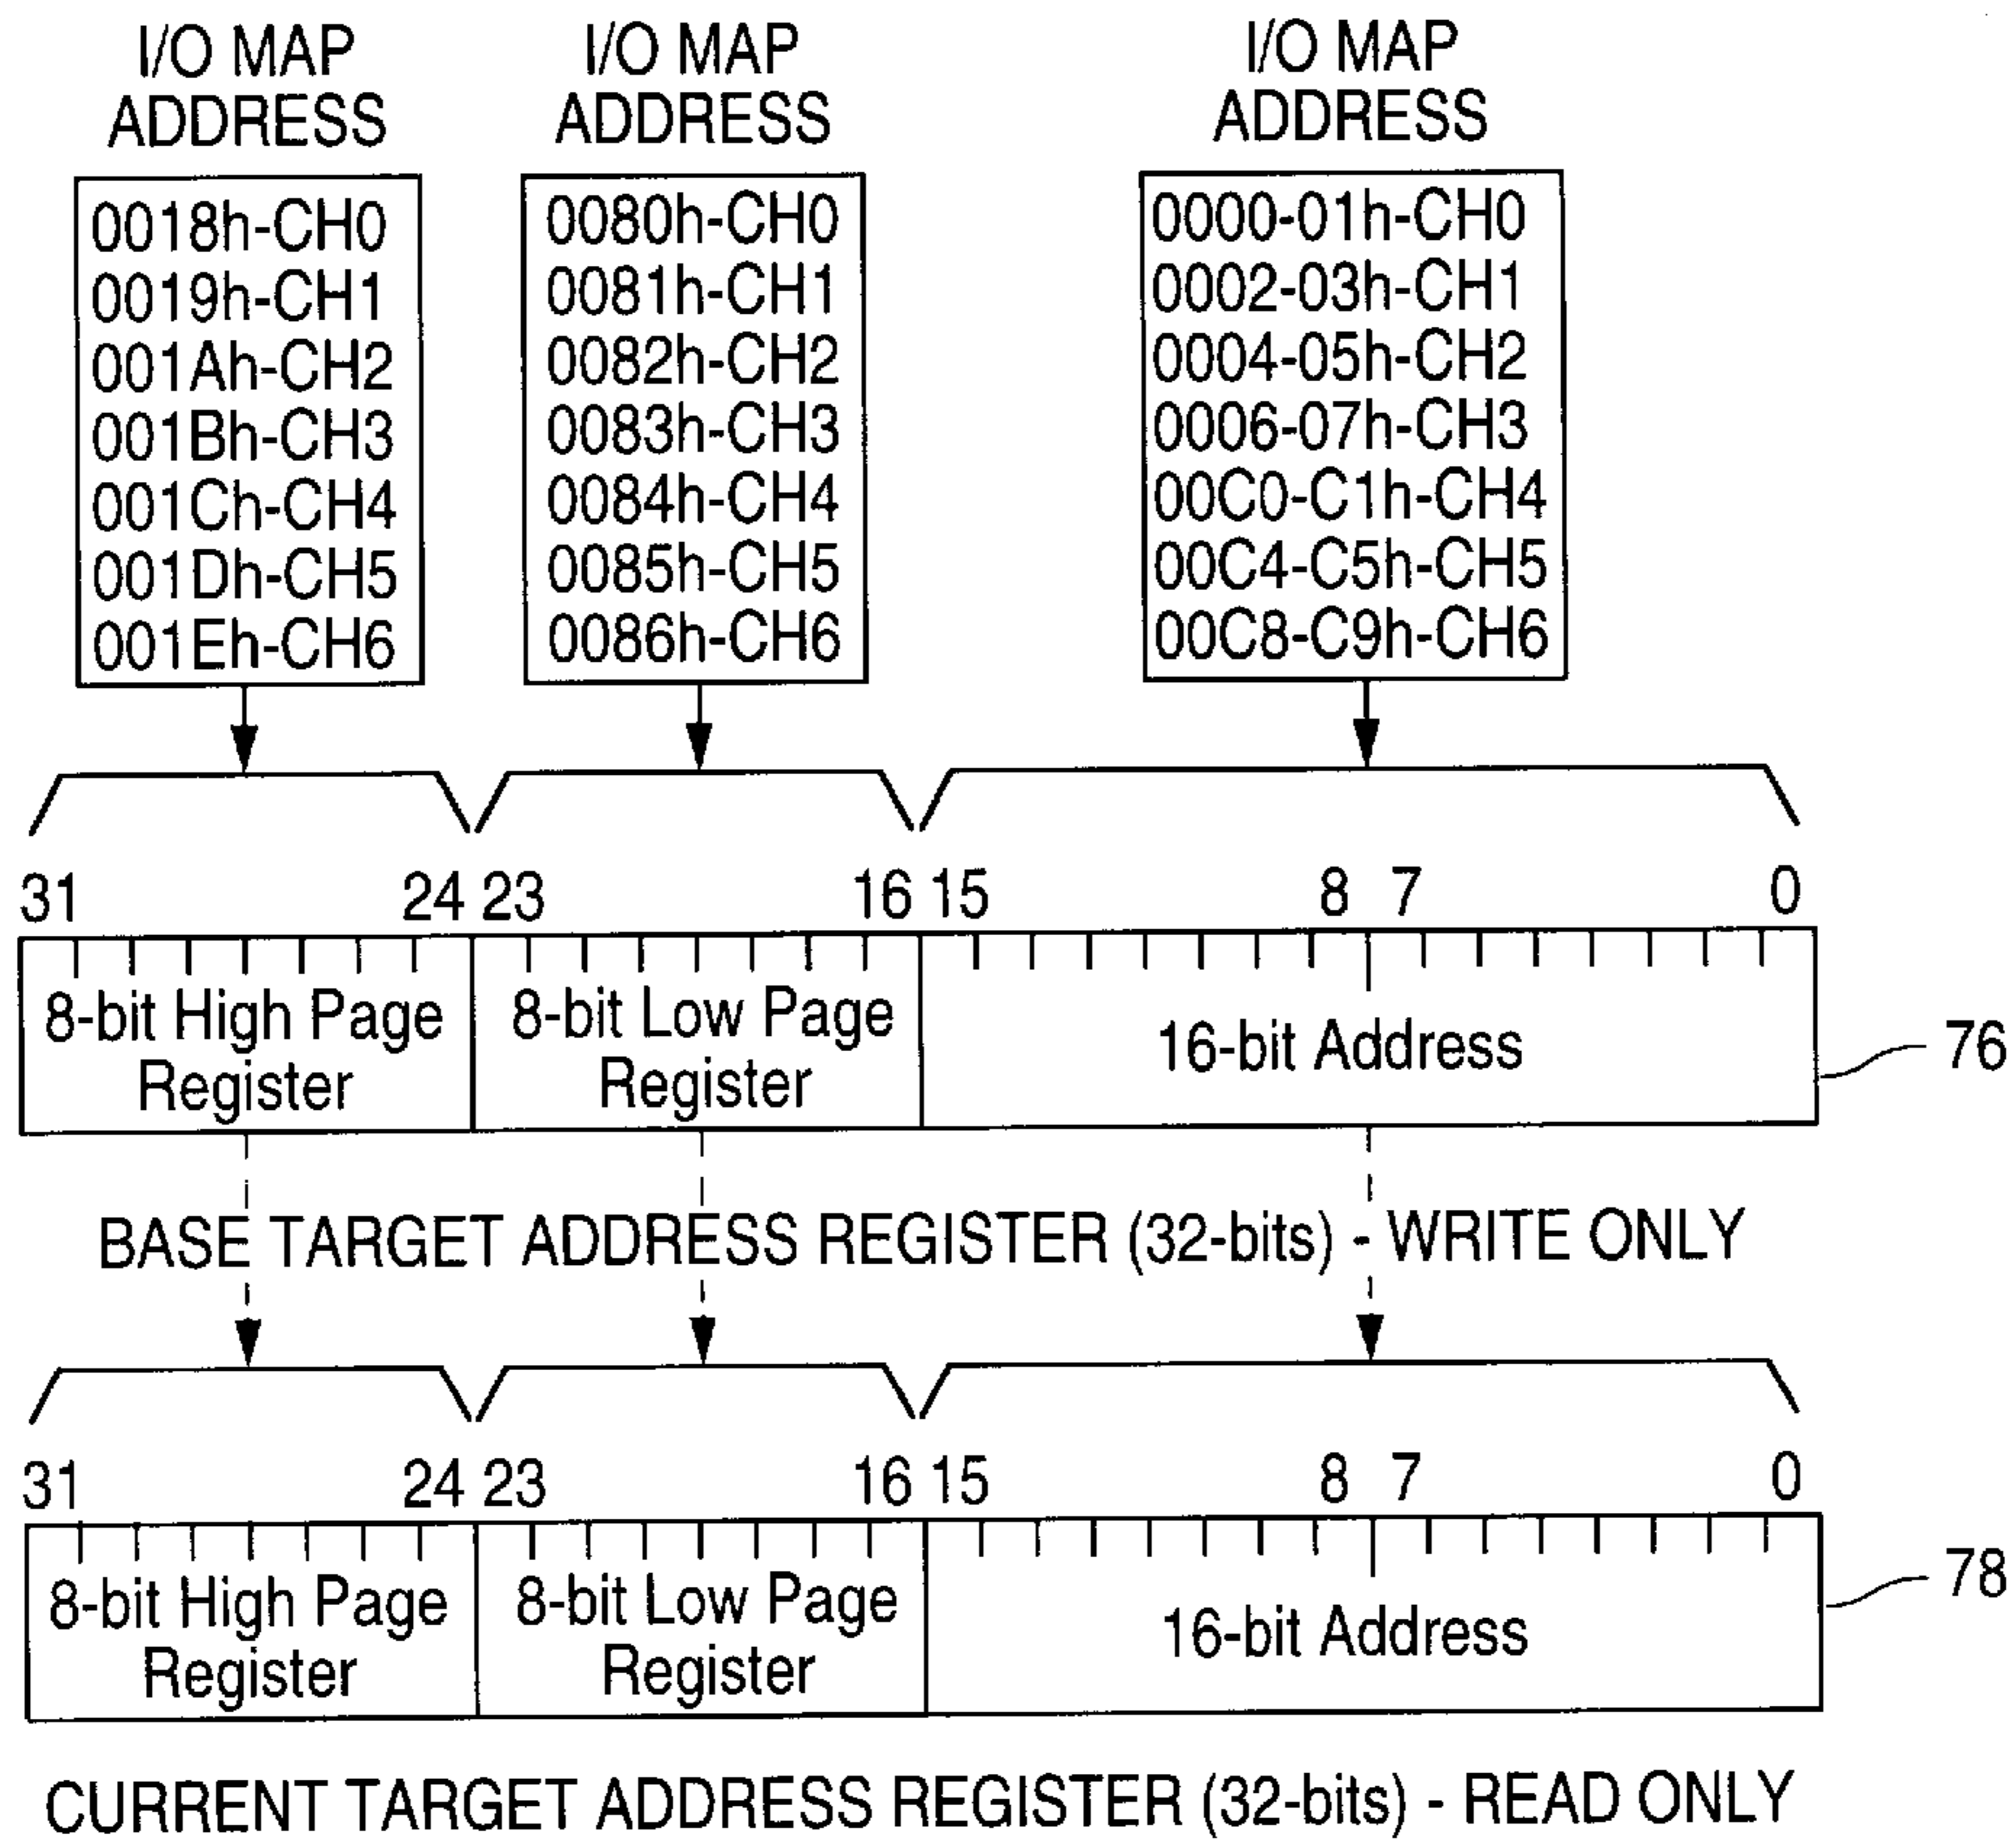 I/O MAP
ADDRESS
I/O MAP
ADDRESS
I/O MAP
ADDRESS
0018h-CH0
0019h-CH1
001Ah-CH2
001Bh-CH3
001Ch-CH4
001Dh-CH5
001Eh-CH6
0080h-CH0
0081h-CH1
0082h-CH2
0083h-CH3
0084h-CH4
0085h-CH5
0086h-CH6
0000-01h-CH0
0002-03h-CH1
0004-05h-CH2
0006-07h-CH3
00C0-C1h-CH4
00C4-C5h-CH5
00C8-C9h-CH6
31 24 23 16 15 8 7 0
8-bit High Page
Register
8-bit Low Page
Register
16-bit Address
76
BASE TARGET ADDRESS REGISTER (32-bits) - WRITE ONLY
31 24 23 16 15 8 7 0
8-bit High Page
Register
8-bit Low Page
Register
16-bit Address
78
CURRENT TARGET ADDRESS REGISTER (32-bits) - READ ONLY